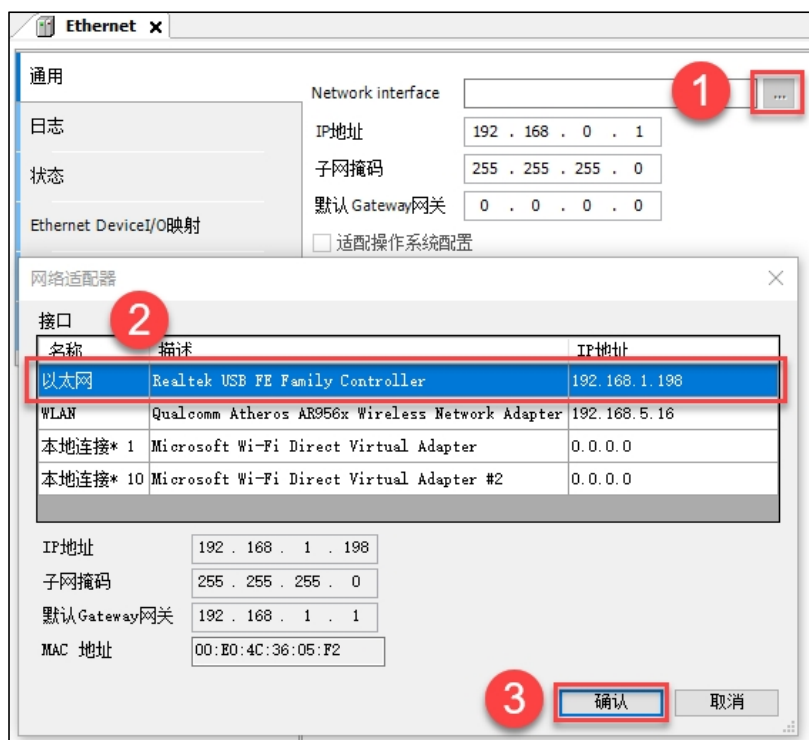 Ethernet x
通用
日志
状态
Ethernet DeviceI/O映射
Network interface 1 ...
IP地址 192 . 168 . 0 . 1
子网掩码 255 . 255 . 255 . 0
默认Gateway网关 0 . 0 . 0 . 0
适配操作系统配置
网络适配器
接口 2
名称 描述 IP地址
以太网 Realtek USB FE Family Controller 192.168.1.198
WLAN Qualcomm Atheros AR956x Wireless Network Adapter 192.168.5.16
本地连接* 1 Microsoft Wi-Fi Direct Virtual Adapter 0.0.0.0
本地连接* 10 Microsoft Wi-Fi Direct Virtual Adapter #2 0.0.0.0
IP地址 192 . 168 . 1 . 198
子网掩码 255 . 255 . 255 . 0
默认Gateway网关 192 . 168 . 1 . 1
MAC 地址 00:E0:4C:36:05:F2
3 确认 取消